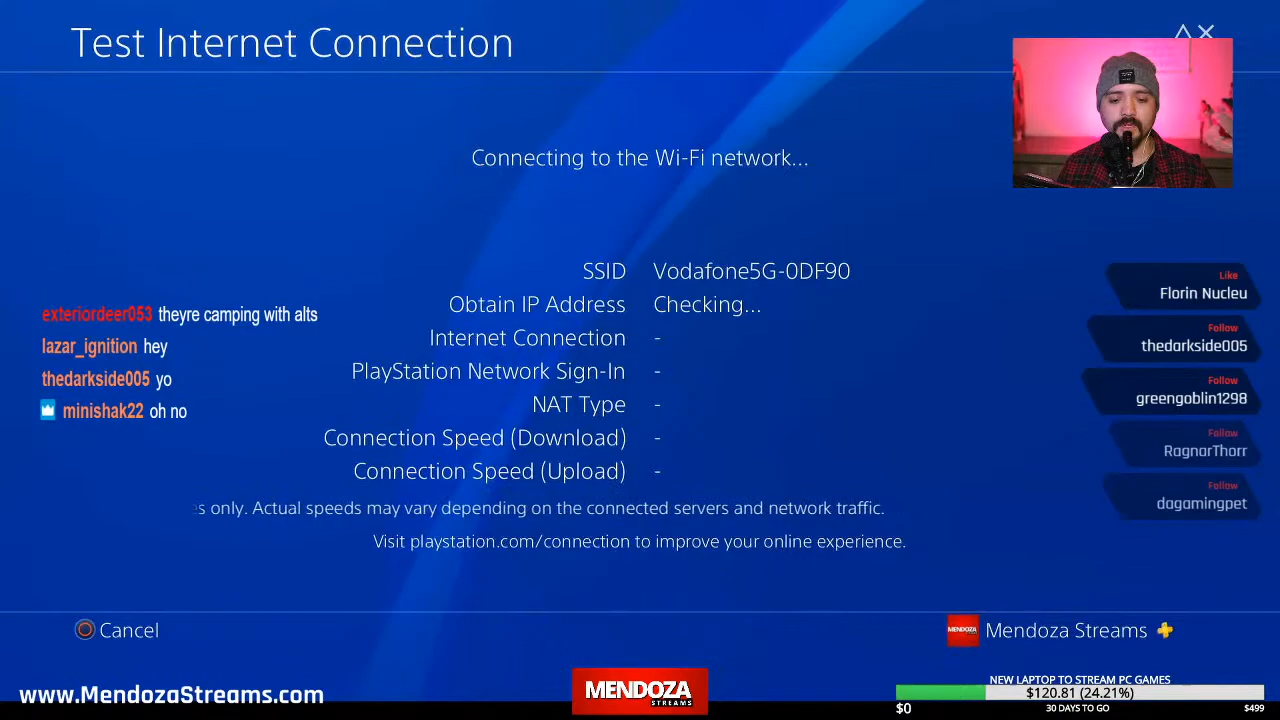 Test Internet Connection
Connecting to the Wi-Fi network...
SSID Vodafone5G-0DF90
Obtain IP Address Checking...
Internet Connection -
PlayStation Network Sign-In -
NAT Type -
Connection Speed (Download) -
Connection Speed (Upload) -
s only. Actual speeds may vary depending on the connected servers and network traffic.
Visit playstation.com/connection to improve your online experience.
exteriordeer053 theyre camping with alts
lazar_ignition hey
thedarkside005 yo
minishak22 oh no
Like
Florin Nucleu
Follow
thedarkside005
Follow
greengoblin1298
Follow
RagnarThorr
Follow
dagamingpet
Cancel
MENDOZA
Mendoza Streams
www.MendozaStreams.com
MENDOZA
STREAMS
NEW LAPTOP TO STREAM PC GAMES
$120.81 (24.21%)
$0 30 DAYS TO GO $499